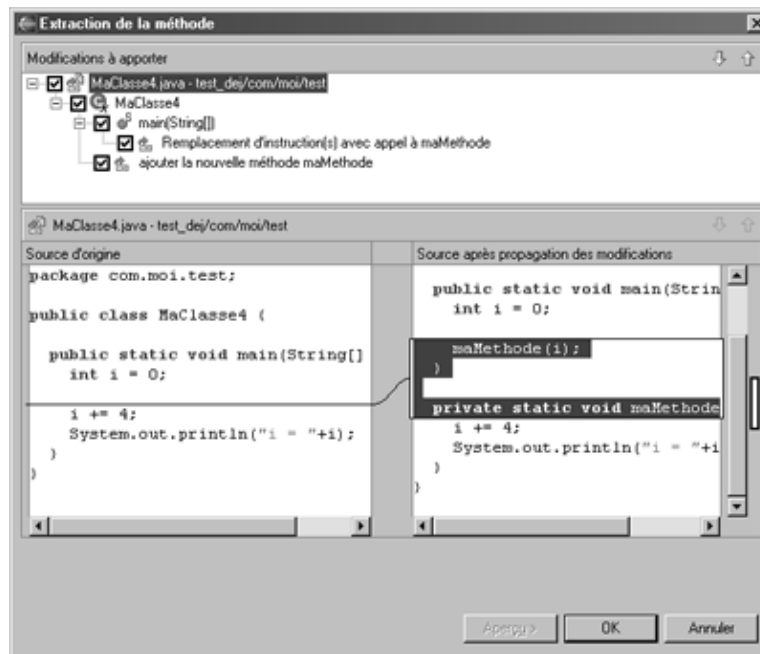 Extraction de la méthode
Modifications à apporter
MaClasse4.java - test_dej/com/moi/test
MaClasse4
main(String[])
Remplacement d'instruction(s) avec appel à maMethode
ajouter la nouvelle méthode maMethode
MaClasse4.java - test_dej/com/moi/test
Source d'origine
package com.moi.test;
public class MaClasse4 {
public static void main(String[]
int i = 0;
i += 4;
System.out.println("i = "+i);
}
}
Source après propagation des modifications
public static void main(Strin
int i = 0;
maMethode(i);
}
private static void maMethode
i += 4;
System.out.println("i = "+i
}
}
Aperçu >
OK
Annuler